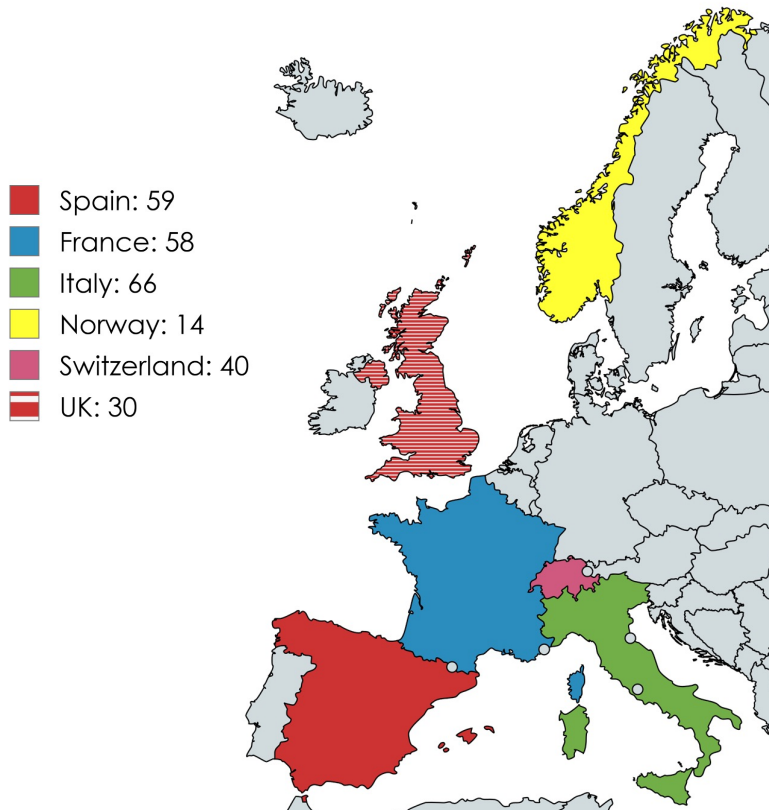 Spain: 59
France: 58
Italy: 66
Norway: 14
Switzerland: 40
UK: 30